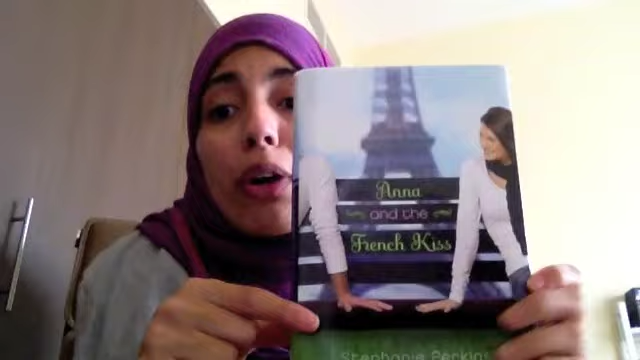 Anna
and the
French Kiss
Stephanie Perkins